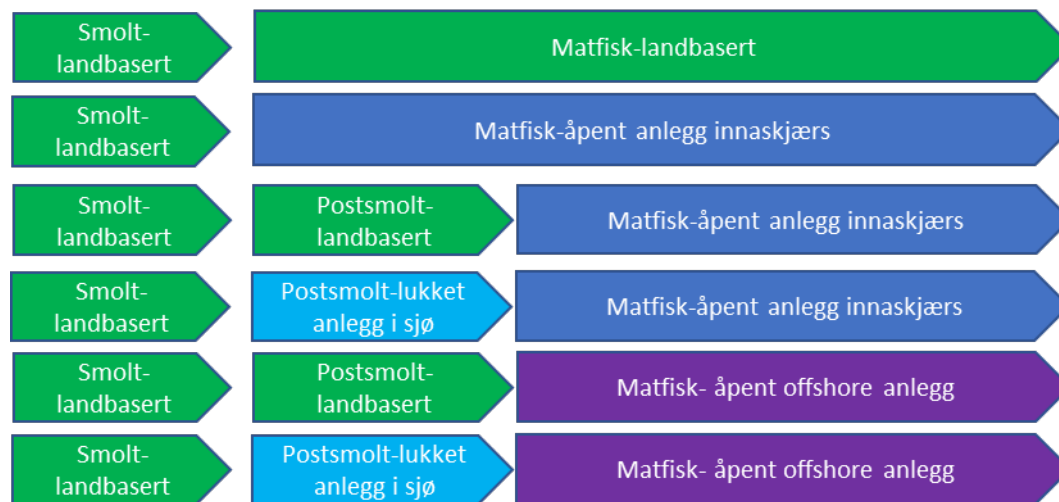 Smolt-
landbasert
Matfisk-landbasert
Smolt-
landbasert
Matfisk-åpent anlegg innaskjærs
Smolt-
landbasert
Postsmolt-
landbasert
Matfisk-åpent anlegg innaskjærs
Smolt-
landbasert
Postsmolt-lukket
anlegg i sjø
Matfisk-åpent anlegg innaskjærs
Smolt-
landbasert
Postsmolt-
landbasert
Matfisk- åpent offshore anlegg
Smolt-
landbasert
Postsmolt-lukket
anlegg i sjø
Matfisk- åpent offshore anlegg